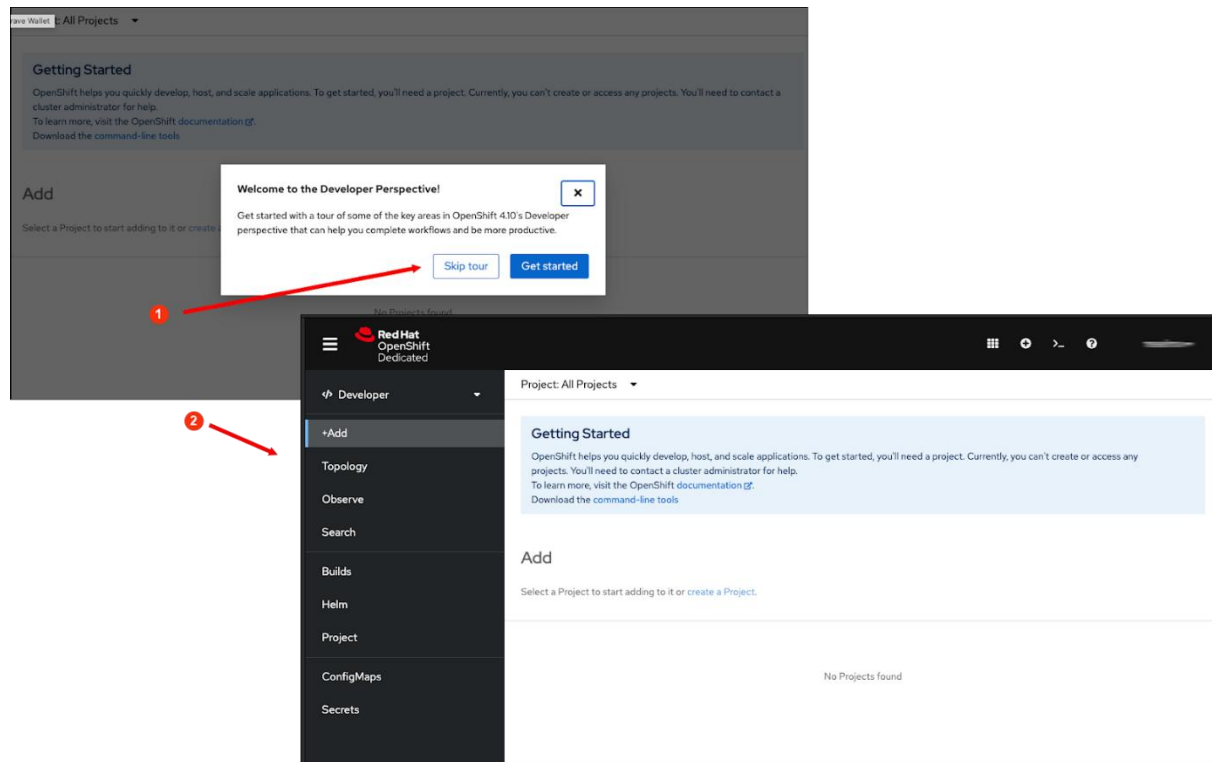 rave Wallet t: All Projects
Getting Started
OpenShift helps you quickly develop, host, and scale applications. To get started, you'll need a project. Currently, you can't create or access any projects. You'll need to contact a
cluster administrator for help.
To learn more, visit the OpenShift documentation.
Download the command-line tools
Add
Select a Project to start adding to it or create a
Welcome to the Developer Perspective!
×
Get started with a tour of some of the key areas in OpenShift 4.10's Developer
perspective that can help you complete workflows and be more productive.
Skip tour
Get started
1
No Projects found
Red Hat
OpenShift
Dedicated
2
</> Developer
+Add
Topology
Observe
Search
Builds
Helm
Project
ConfigMaps
Secrets
Project: All Projects
Getting Started
OpenShift helps you quickly develop, host, and scale applications. To get started, you'll need a project. Currently, you can't create or access any
projects. You'll need to contact a cluster administrator for help.
To learn more, visit the OpenShift documentation.
Download the command-line tools
Add
Select a Project to start adding to it or create a Project.
No Projects found